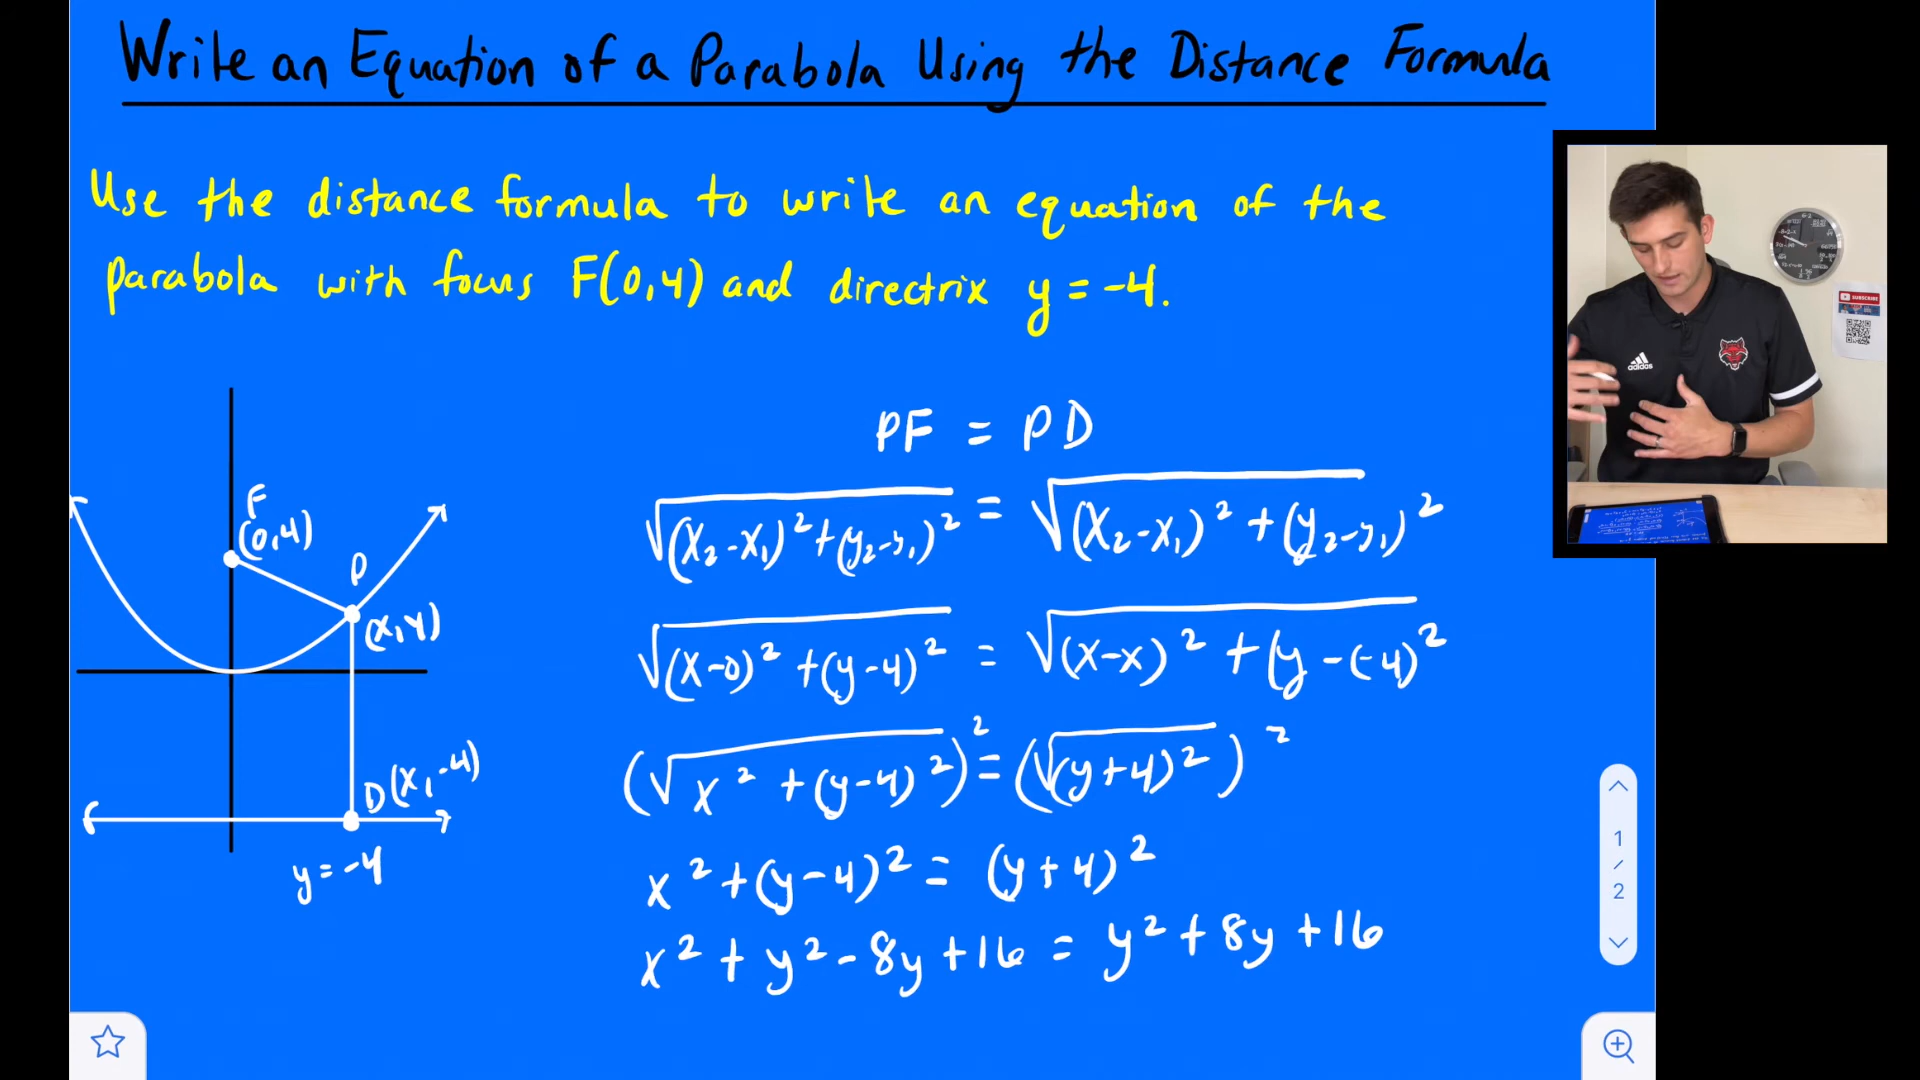 Write an Equation of a Parabola Using the Distance Formula
Use the distance formula to write an equation of the
parabola with focus F(0,4) and directrix y = -4.
PF = PD
√(x₂-x₁)²+(y₂-y₁)² = √(x₂-x₁)²+(y₂-y₁)²
√(x-0)²+(y-4)² = √(x-x)²+(y-(-4)²
(√x²+(y-4)²)² = (√(y+4)²)²
x²+(y-4)² = (y+4)²
x²+y²-8y+16 = y²+8y+16
F
(0,4)
P
(x,y)
D(x,-4)
y=-4
adidas
SUBSCRIBE
1
/
2